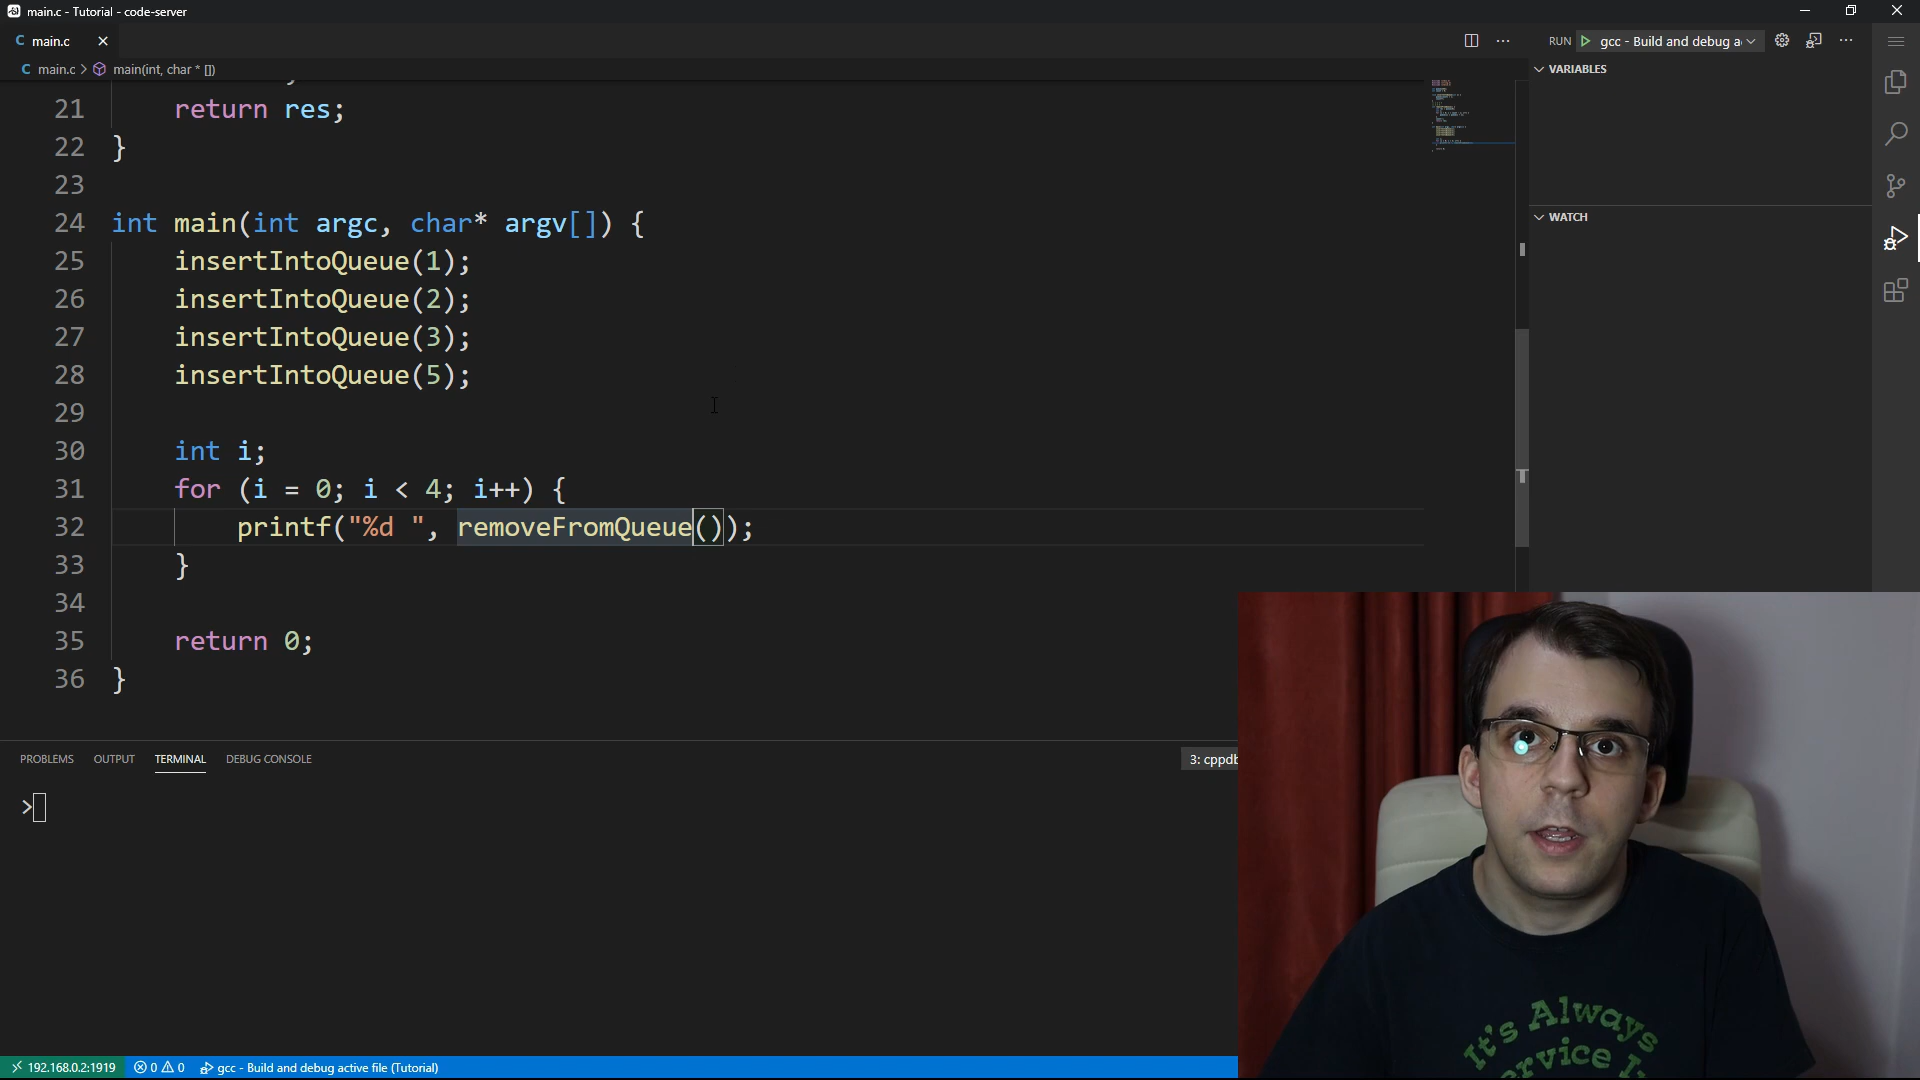 main.c - Tutorial - code-server
C main.c
RUN gcc - Build and debug a
C main.c > main(int, char * [])
VARIABLES
21 return res;
22 }
23
24 int main(int argc, char* argv[]) {
25 insertIntoQueue(1);
26 insertIntoQueue(2);
27 insertIntoQueue(3);
28 insertIntoQueue(5);
29
30 int i;
31 for (i = 0; i < 4; i++) {
32 printf("%d ", removeFromQueue());
33 }
34
35 return 0;
36 }
WATCH
PROBLEMS OUTPUT TERMINAL DEBUG CONSOLE
3: cppdb
>
It's Always
192.168.0.2:1919 0 0 gcc - Build and debug active file (Tutorial)